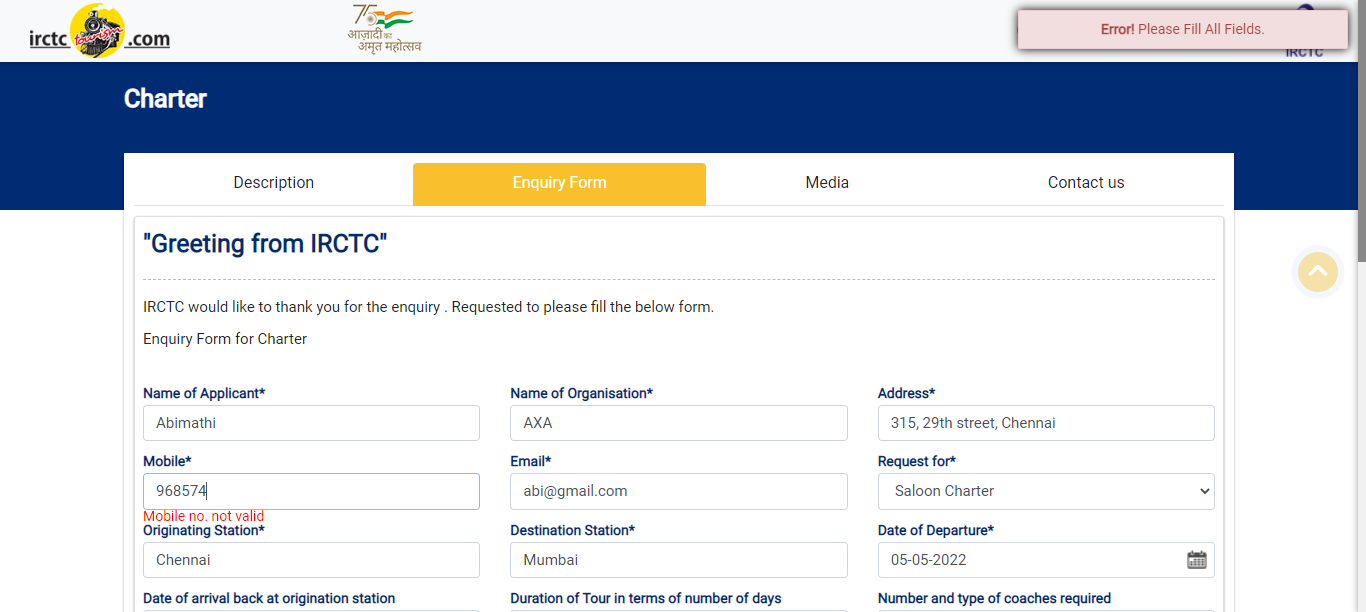 irctc tourism .com
75
आज़ादी का
अमृत महोत्सव
Error! Please Fill All Fields.
IRCTC
Charter
Description
Enquiry Form
Media
Contact us
"Greeting from IRCTC"
IRCTC would like to thank you for the enquiry . Requested to please fill the below form.
Enquiry Form for Charter
Name of Applicant* Name of Organisation* Address*
Abimathi AXA 315, 29th street, Chennai
Mobile* Email* Request for*
968574 abi@gmail.com Saloon Charter
Mobile no. not valid
Originating Station* Destination Station* Date of Departure*
Chennai Mumbai 05-05-2022
Date of arrival back at origination station Duration of Tour in terms of number of days Number and type of coaches required